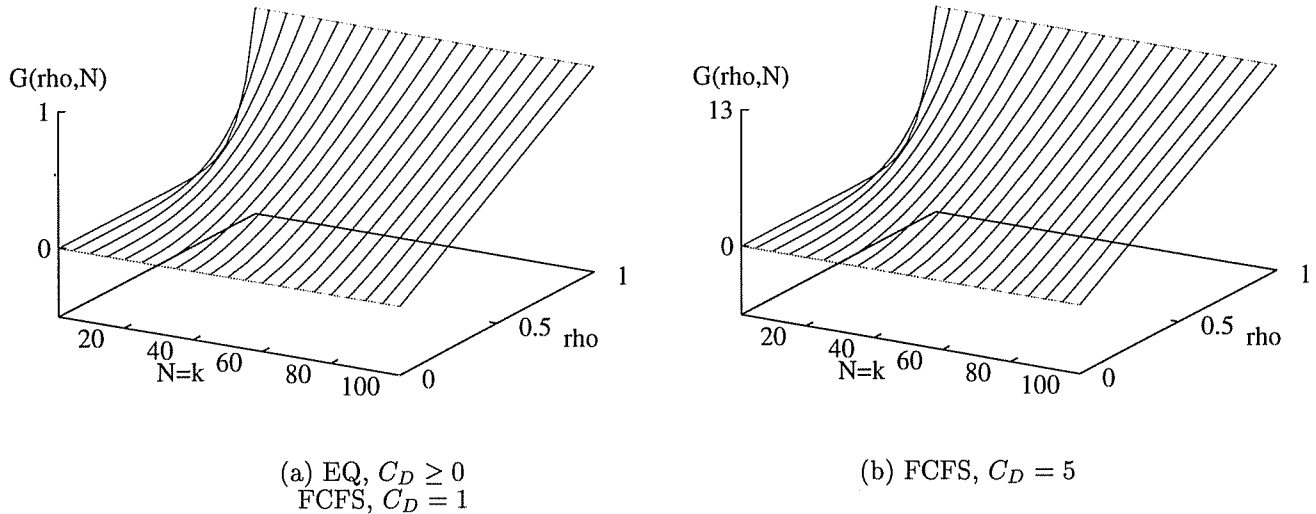 G(rho,N)
1
0
20
40
60
80
100
N=k
0
0.5
1
rho
(a) EQ, C_D ≥ 0
FCFS, C_D = 1
G(rho,N)
13
0
20
40
60
80
100
N=k
0
0.5
1
rho
(b) FCFS, C_D = 5